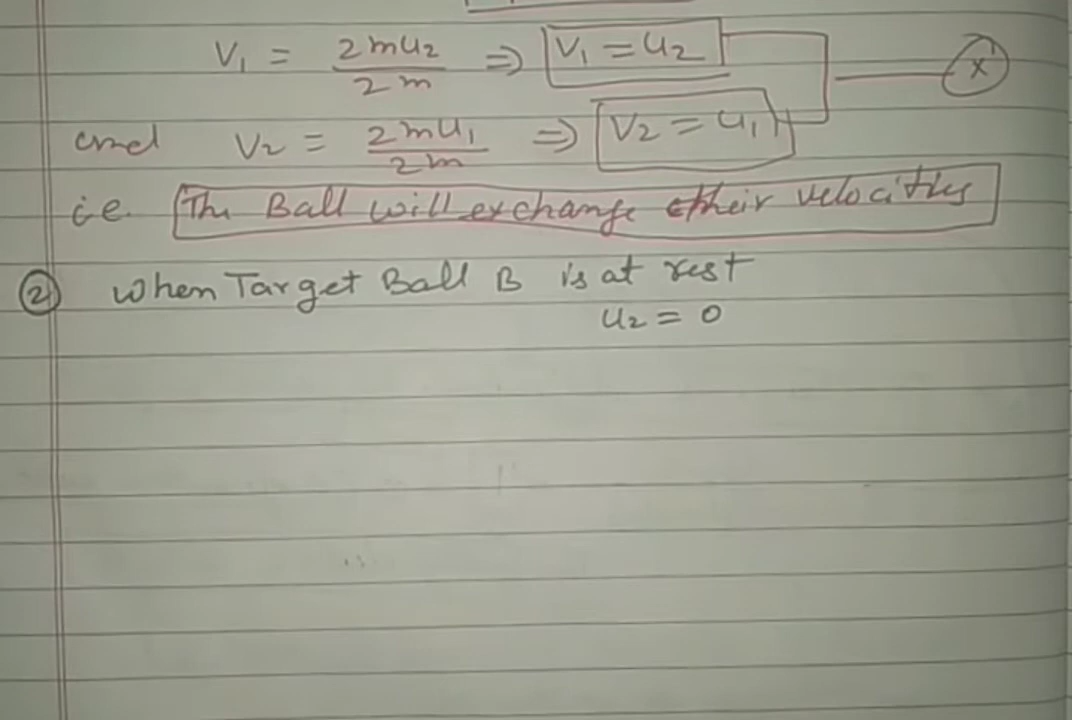 V₁ = 2mu₂/2m ⇒ V₁ = u₂ (X)
and V₂ = 2mu₁/2m ⇒ V₂ = u₁
i.e. The Ball will exchange their velocities
(2) when Target Ball B is at rest
u₂ = 0